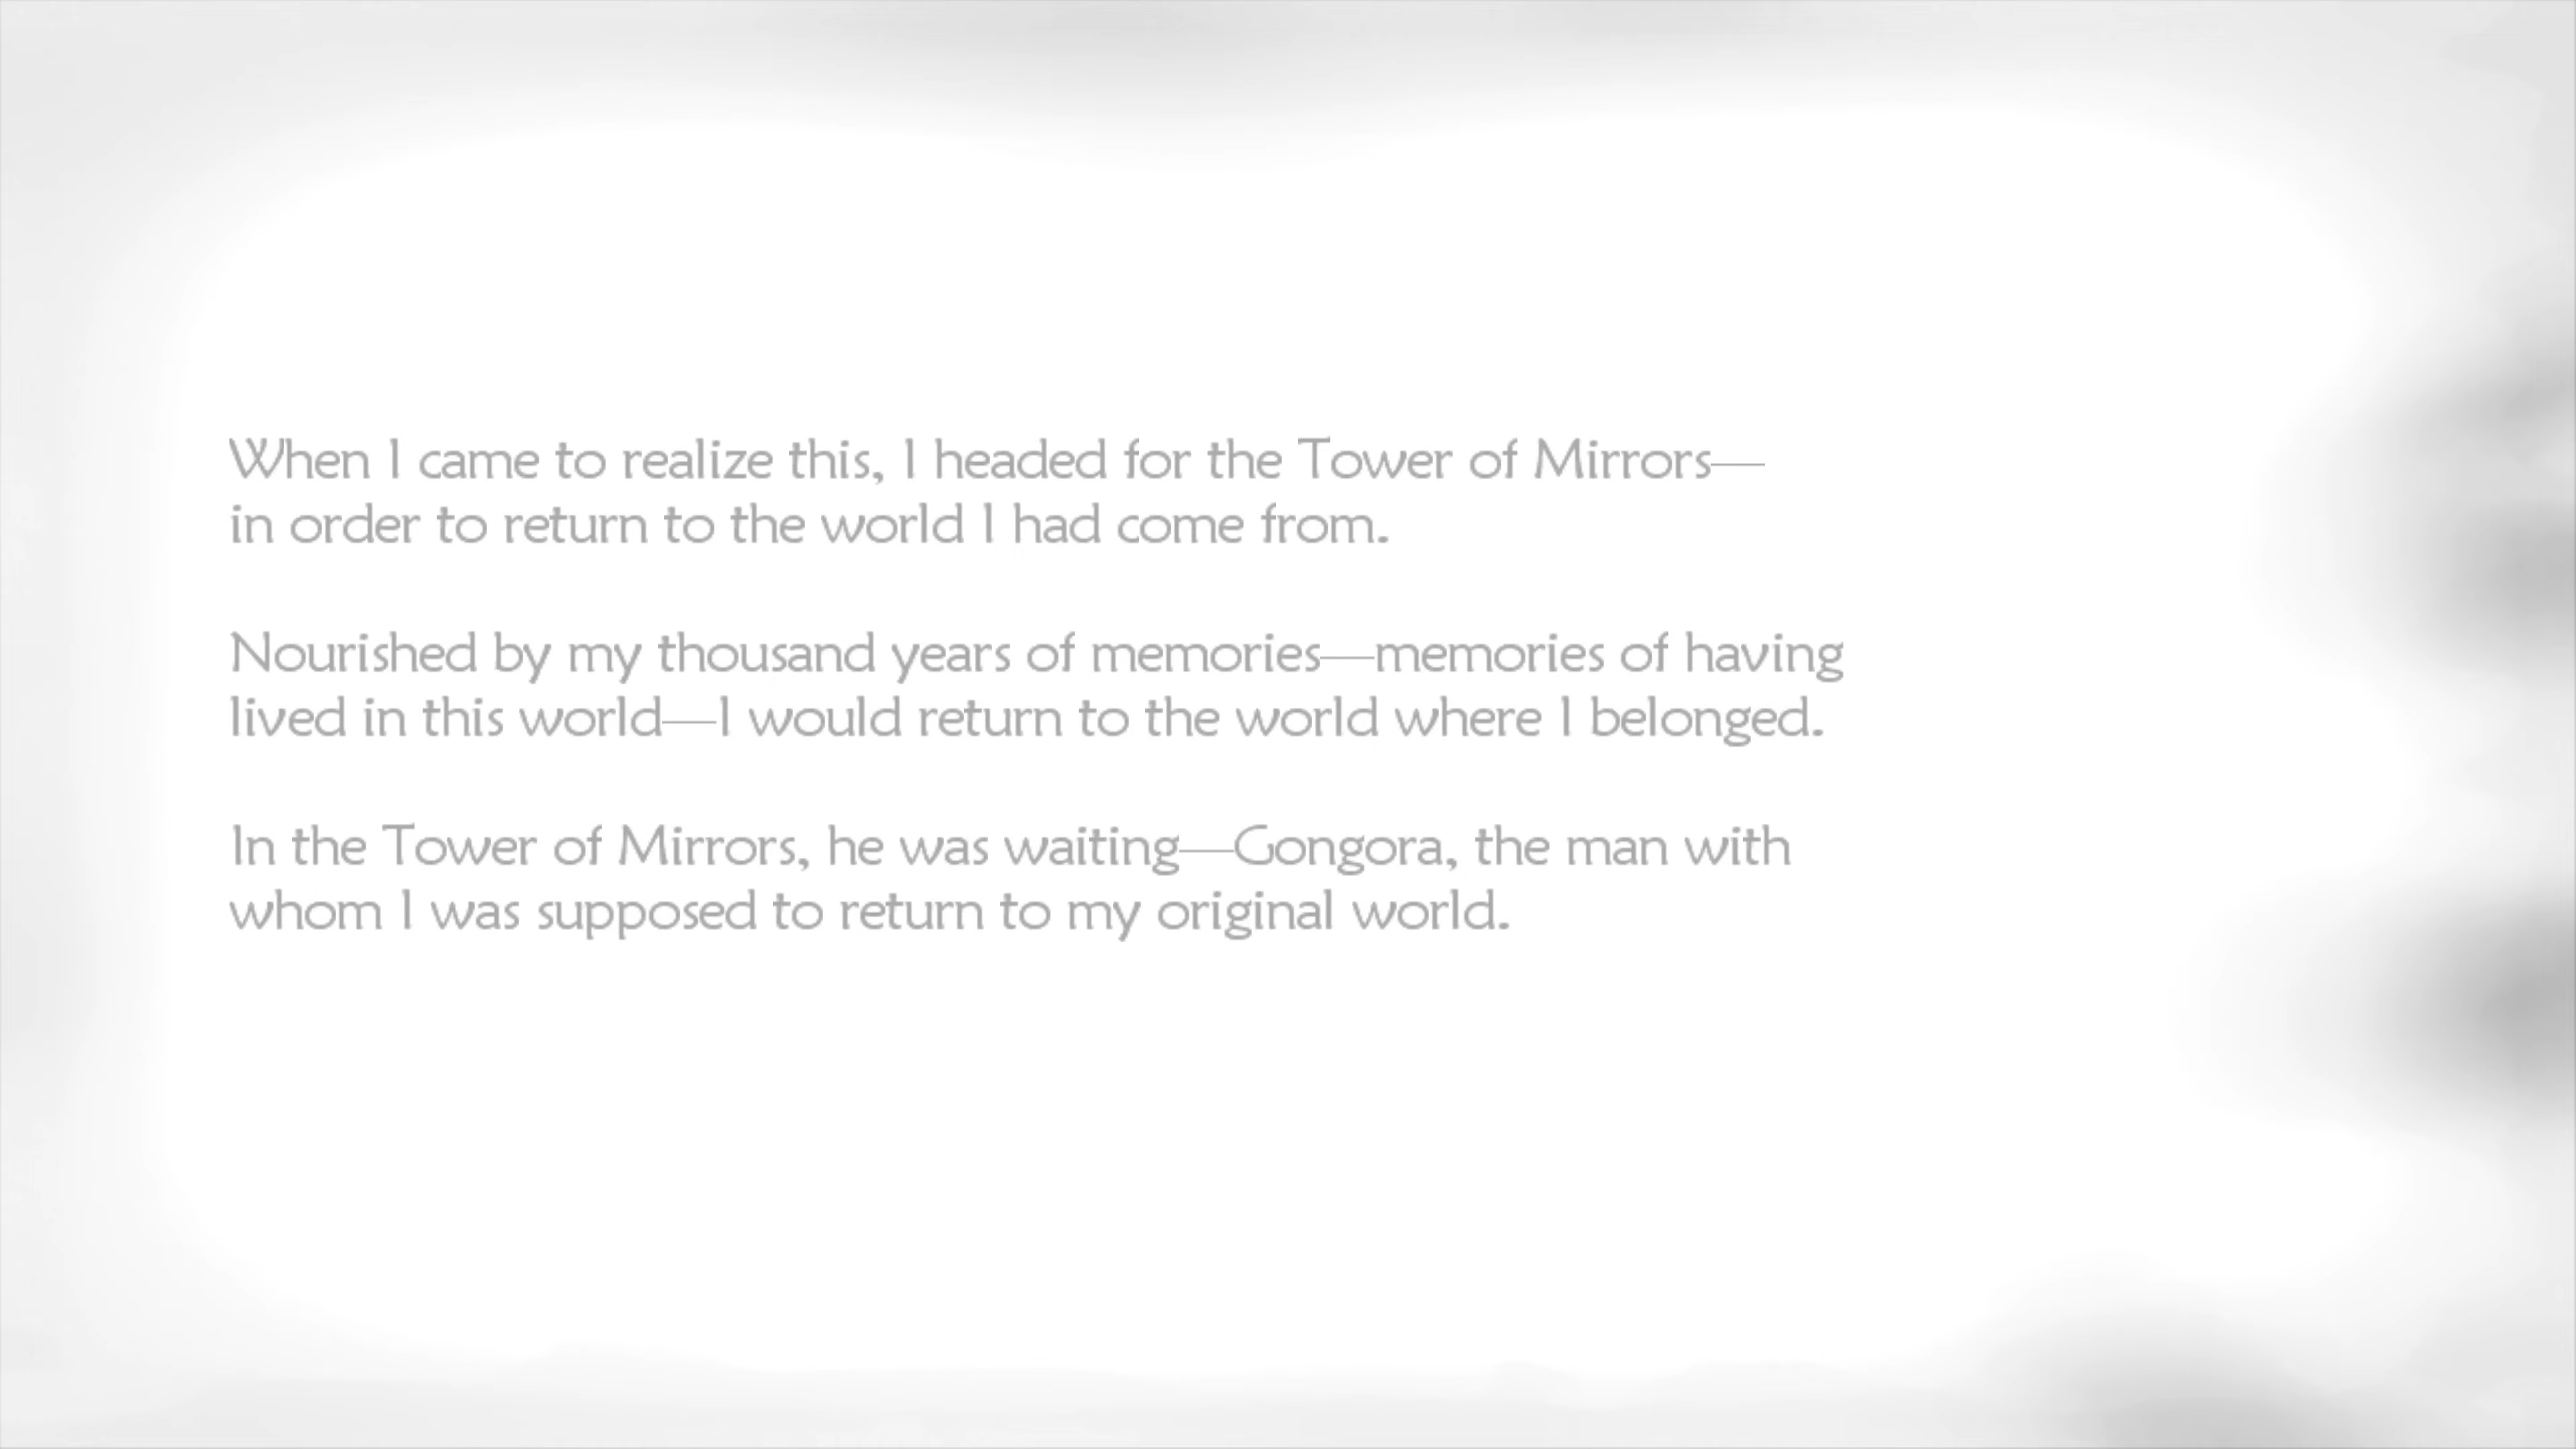 When I came to realize this, I headed for the Tower of Mirrors—
in order to return to the world I had come from.
Nourished by my thousand years of memories—memories of having
lived in this world—I would return to the world where I belonged.
In the Tower of Mirrors, he was waiting—Gongora, the man with
whom I was supposed to return to my original world.